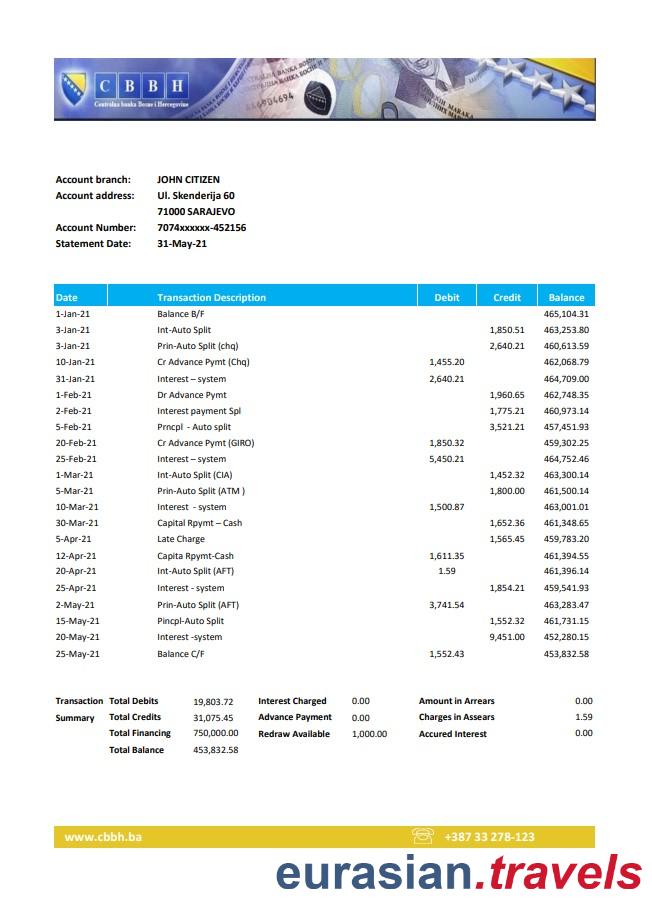 C B B H
Centralna banka Bosne i Hercegovine
Account branch: JOHN CITIZEN
Account address: Ul. Skenderija 60
71000 SARAJEVO
Account Number: 7074xxxxxx-452156
Statement Date: 31-May-21
Date Transaction Description Debit Credit Balance
1-Jan-21 Balance B/F 465,104.31
3-Jan-21 Int-Auto Split 1,850.51 463,253.80
3-Jan-21 Prin-Auto Split (chq) 2,640.21 460,613.59
10-Jan-21 Cr Advance Pymt (Chq) 1,455.20 462,068.79
31-Jan-21 Interest – system 2,640.21 464,709.00
1-Feb-21 Dr Advance Pymt 1,960.65 462,748.35
2-Feb-21 Interest payment Spl 1,775.21 460,973.14
5-Feb-21 Prncpl - Auto split 3,521.21 457,451.93
20-Feb-21 Cr Advance Pymt (GIRO) 1,850.32 459,302.25
25-Feb-21 Interest – system 5,450.21 464,752.46
1-Mar-21 Int-Auto Split (CIA) 1,452.32 463,300.14
5-Mar-21 Prin-Auto Split (ATM ) 1,800.00 461,500.14
10-Mar-21 Interest - system 1,500.87 463,001.01
30-Mar-21 Capital Rpymt – Cash 1,652.36 461,348.65
5-Apr-21 Late Charge 1,565.45 459,783.20
12-Apr-21 Capita Rpymt-Cash 1,611.35 461,394.55
20-Apr-21 Int-Auto Split (AFT) 1.59 461,396.14
25-Apr-21 Interest - system 1,854.21 459,541.93
2-May-21 Prin-Auto Split (AFT) 3,741.54 463,283.47
15-May-21 Pincpl-Auto Split 1,552.32 461,731.15
20-May-21 Interest -system 9,451.00 452,280.15
25-May-21 Balance C/F 1,552.43 453,832.58
Transaction Total Debits 19,803.72 Interest Charged 0.00 Amount in Arrears 0.00
Summary Total Credits 31,075.45 Advance Payment 0.00 Charges in Assears 1.59
Total Financing 750,000.00 Redraw Available 1,000.00 Accured Interest 0.00
Total Balance 453,832.58
www.cbbh.ba +387 33 278-123
eurasian.travels